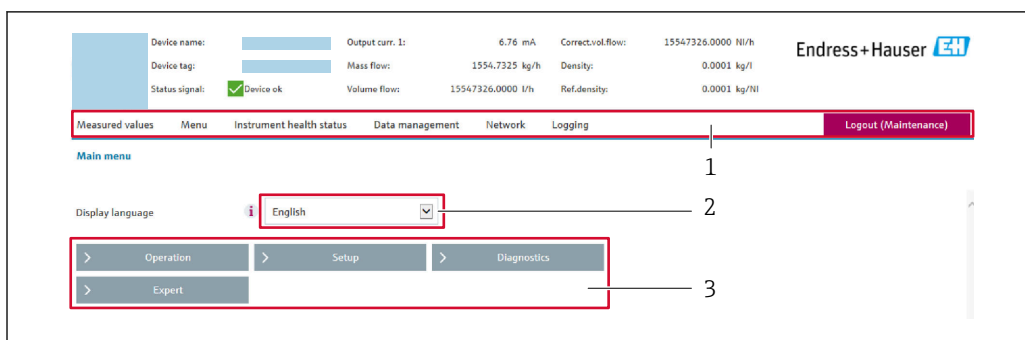 Device name: Output curr. 1: 6.76 mA Correct.vol.flow: 15547326.0000 Nl/h
Endress+Hauser EH
Device tag: Mass flow: 1554.7325 kg/h Density: 0.0001 kg/l
Status signal: Device ok Volume flow: 15547326.0000 l/h Ref.density: 0.0001 kg/Nl
Measured values Menu Instrument health status Data management Network Logging Logout (Maintenance)
1
Main menu
Display language i English 2
> Operation > Setup > Diagnostics
> Expert 3